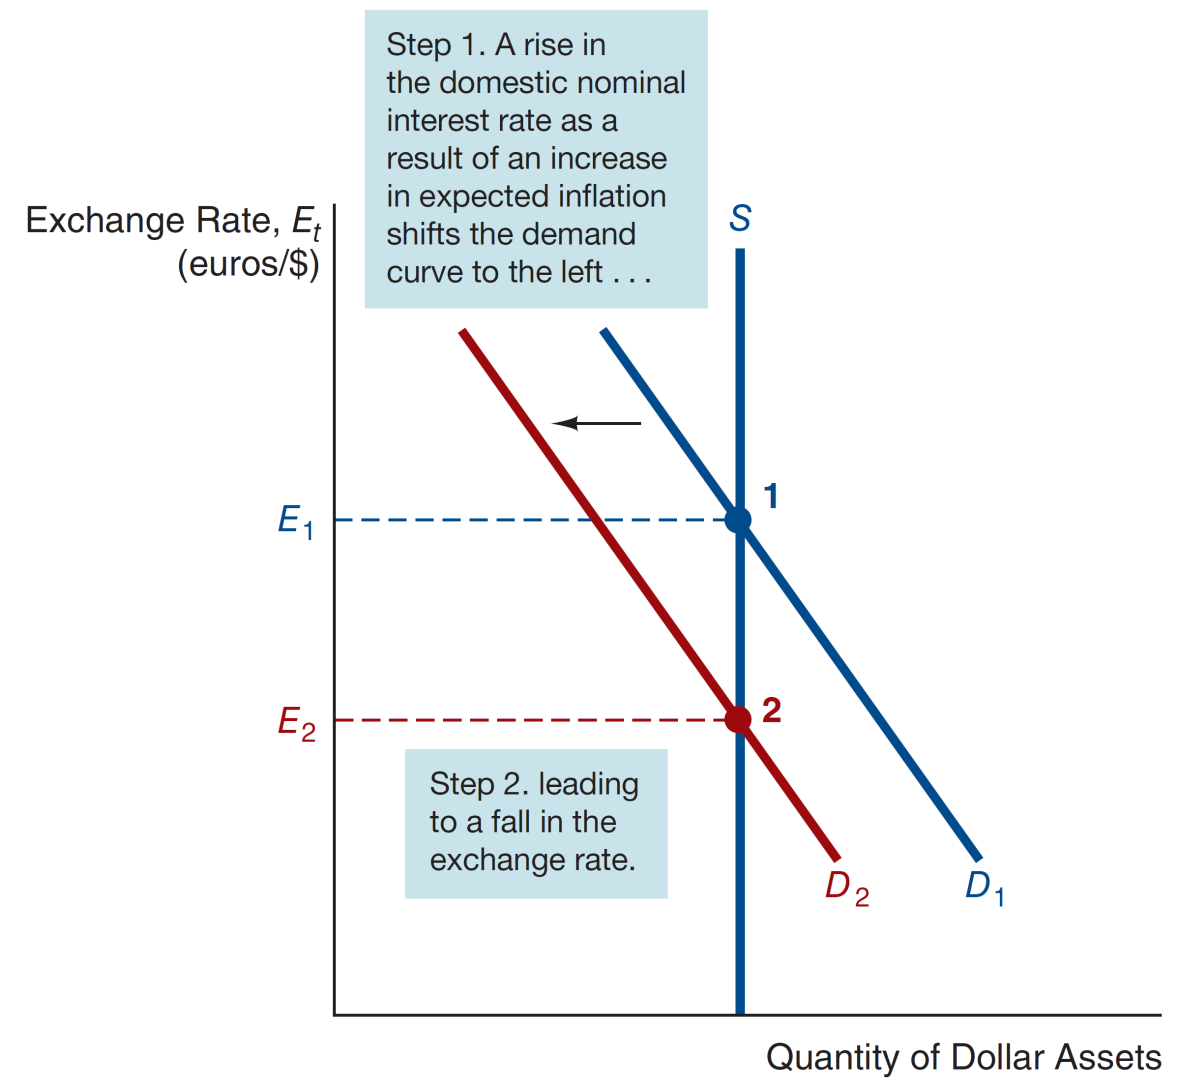 Step 1. A rise in
the domestic nominal
interest rate as a
result of an increase
in expected inflation
shifts the demand
curve to the left . . .
Exchange Rate, Et
(euros/$)
S
1
E1
2
E2
Step 2. leading
to a fall in the
exchange rate.
D2
D1
Quantity of Dollar Assets